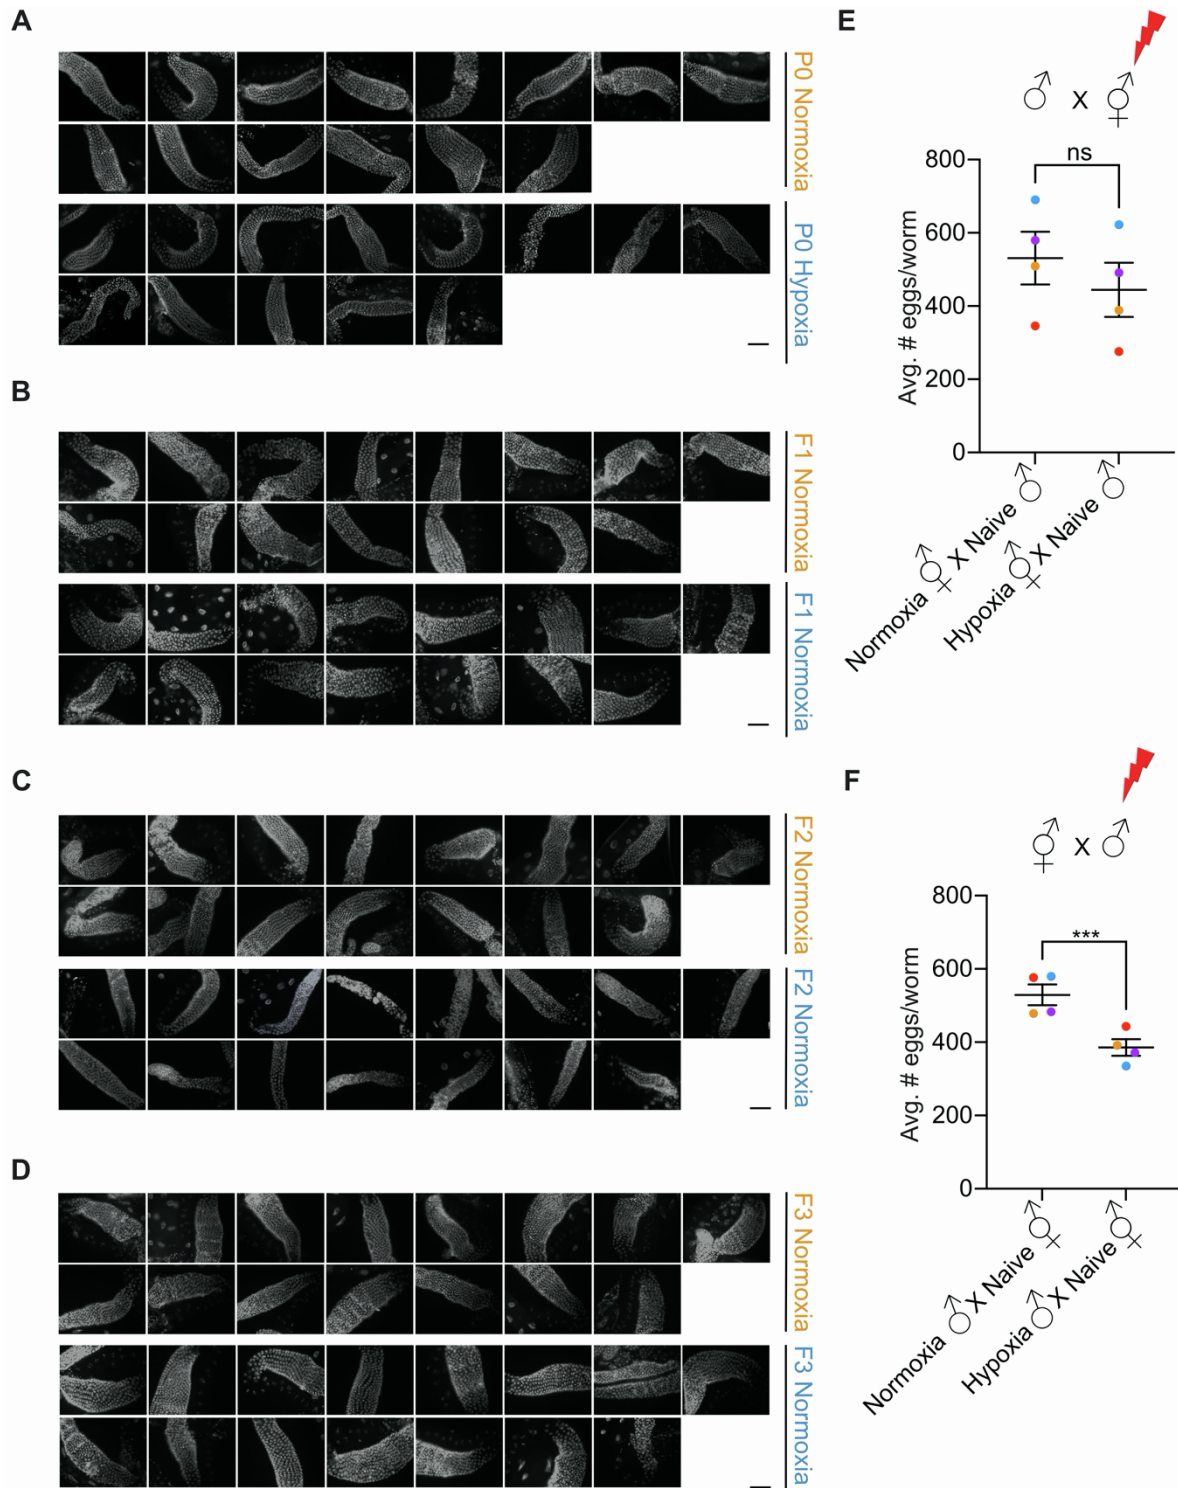 A
P0 Normoxia
P0 Hypoxia
B
F1 Normoxia
F1 Normoxia
C
F2 Normoxia
F2 Normoxia
D
F3 Normoxia
F3 Normoxia
E
♂ X ⚥
ns
800
600
400
200
0
Avg. # eggs/worm
Normoxia ⚥ X Naive ♂
Hypoxia ⚥ X Naive ♂
F
⚥ X ♂
***
800
600
400
200
0
Avg. # eggs/worm
Normoxia ♂ X Naive ⚥
Hypoxia ♂ X Naive ⚥